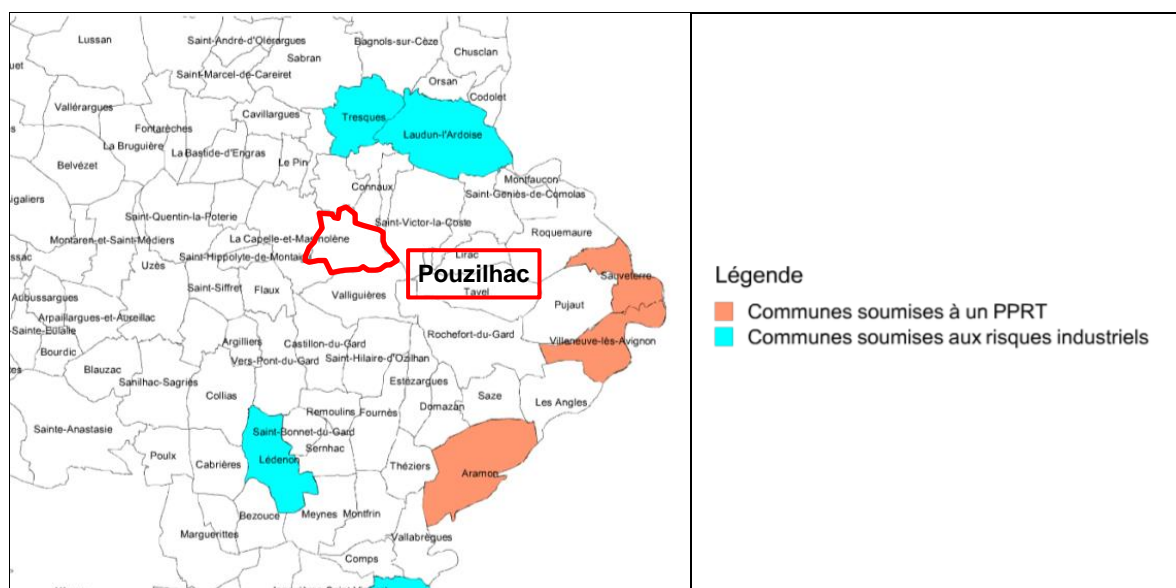 Lussan
Saint-André-d'Olérargues
Bagnols-sur-Cèze
Chusclan
Sabran
Saint-Marcel-de-Careiret
Orsan
Codolet
Vallérargues
Cavillargues
Tresques
Fontarèches
Laudun-l'Ardoise
La Bruguière
La Bastide-d'Engras
Le Pin
Belvézet
Montfaucon
Connaux
Saint-Géniès-de-Comolas
Saint-Quentin-la-Poterie
Saint-Victor-la-Coste
Roquemaure
Montaren-et-Saint-Médiers
La Capelle-et-Masmolène
Lirac
Saint-Hippolyte-de-Montaigu
Uzès
Pouzilhac
Sauveterre
Saint-Siffret
Flaux
Valliguières
Tavel
Pujaut
Aubussargues
Arpaillargues-et-Aureillac
Sainte-Eulalie
Rochefort-du-Gard
Argilliers
Castillon-du-Gard
Villeneuve-lès-Avignon
Bourdic
Vers-Pont-du-Gard
Saint-Hilaire-d'Ozilhan
Blauzac
Sanilhac-Sagriès
Estézargues
Collias
Saze
Les Angles
Domazan
Remoulins
Fournès
Sainte-Anastasie
Saint-Bonnet-du-Gard
Sernhac
Poulx
Cabrières
Lédenon
Théziers
Aramon
Bezouce
Meynes
Montfrin
Marguerittes
Vallabrègues
Comps
Légende
Communes soumises à un PPRT
Communes soumises aux risques industriels